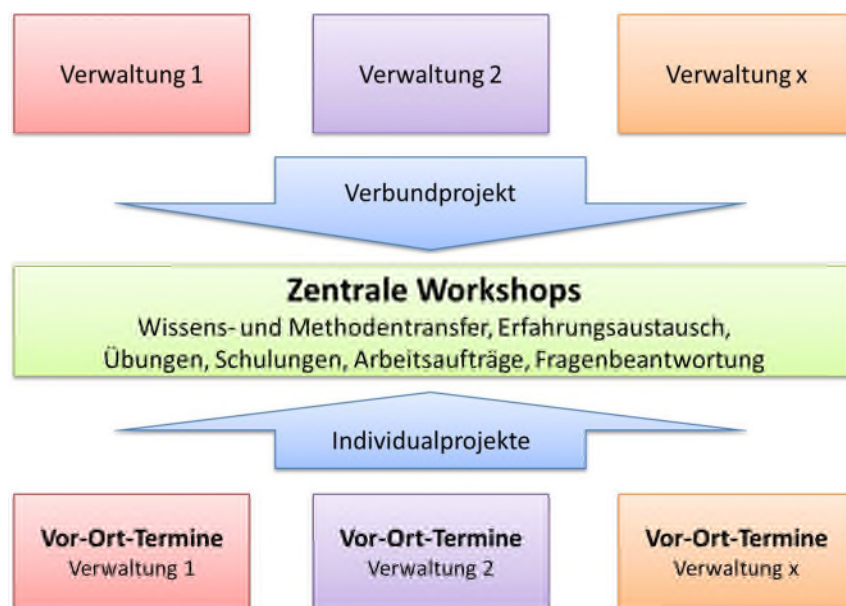 Verwaltung 1
Verwaltung 2
Verwaltung x
Verbundprojekt
Zentrale Workshops
Wissens- und Methodentransfer, Erfahrungsaustausch,
Übungen, Schulungen, Arbeitsaufträge, Fragenbeantwortung
Individualprojekte
Vor-Ort-Termine
Verwaltung 1
Vor-Ort-Termine
Verwaltung 2
Vor-Ort-Termine
Verwaltung x